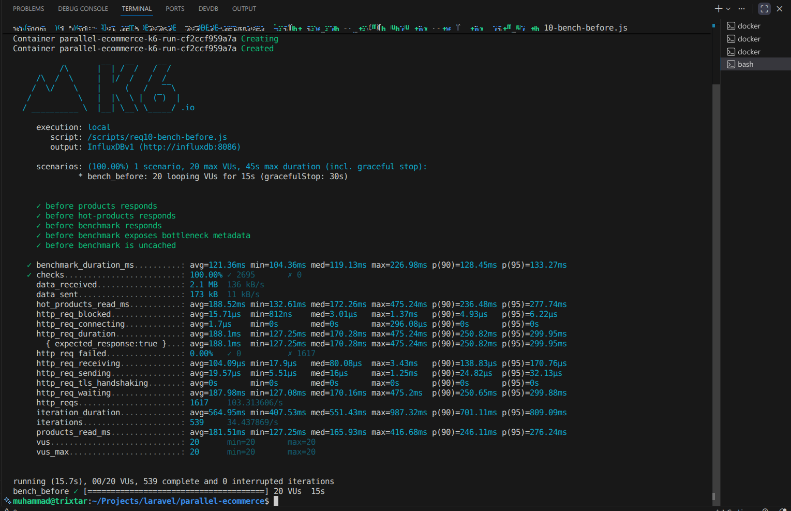 PROBLEMS DEBUG CONSOLE TERMINAL PORTS DEVDB OUTPUT
10-bench-before.js
Container parallel-ecommerce-k6-run-cf2ccf959a7a Creating
Container parallel-ecommerce-k6-run-cf2ccf959a7a Created
.io
execution: local
script: /scripts/req10-bench-before.js
output: InfluxDBv1 (http://influxdb:8086)
scenarios: (100.00%) 1 scenario, 20 max VUs, 45s max duration (incl. graceful stop):
* bench_before: 20 looping VUs for 15s (gracefulStop: 30s)
✓ before products responds
✓ before hot-products responds
✓ before benchmark responds
✓ before benchmark exposes bottleneck metadata
✓ before benchmark is uncached
✓ benchmark_duration_ms..........: avg=121.36ms min=104.36ms med=119.13ms max=226.98ms p(90)=128.45ms p(95)=133.27ms
✓ checks.........................: 100.00% ✓ 2695 ✗ 0
data_received..................: 2.1 MB 136 kB/s
data_sent......................: 173 kB 11 kB/s
hot_products_read_ms...........: avg=188.52ms min=132.61ms med=172.26ms max=475.24ms p(90)=236.48ms p(95)=277.74ms
http_req_blocked...............: avg=15.71µs min=812ns med=3.01µs max=1.37ms p(90)=4.93µs p(95)=6.22µs
http_req_connecting............: avg=1.7µs min=0s med=0s max=296.08µs p(90)=0s p(95)=0s
http_req_duration..............: avg=188.1ms min=127.25ms med=170.28ms max=475.24ms p(90)=250.82ms p(95)=299.95ms
{ expected_response:true }...: avg=188.1ms min=127.25ms med=170.28ms max=475.24ms p(90)=250.82ms p(95)=299.95ms
http_req_failed................: 0.00% ✓ 0 ✗ 1617
http_req_receiving.............: avg=104.09µs min=17.9µs med=80.08µs max=3.43ms p(90)=138.83µs p(95)=170.76µs
http_req_sending...............: avg=19.57µs min=5.51µs med=16µs max=1.25ms p(90)=24.82µs p(95)=32.13µs
http_req_tls_handshaking.......: avg=0s min=0s med=0s max=0s p(90)=0s p(95)=0s
http_req_waiting...............: avg=187.98ms min=127.08ms med=170.16ms max=475.2ms p(90)=250.65ms p(95)=299.88ms
http_reqs......................: 1617 103.313606/s
iteration_duration.............: avg=564.95ms min=407.53ms med=551.43ms max=987.32ms p(90)=701.11ms p(95)=809.09ms
iterations.....................: 539 34.437869/s
products_read_ms...............: avg=181.51ms min=127.25ms med=165.93ms max=416.68ms p(90)=246.11ms p(95)=276.24ms
vus............................: 20 min=20 max=20
vus_max........................: 20 min=20 max=20
running (15.7s), 00/20 VUs, 539 complete and 0 interrupted iterations
bench_before ✓ [======================================] 20 VUs 15s
muhammad@trixtar:~/Projects/laravel/parallel-ecommerce$
docker
docker
docker
bash